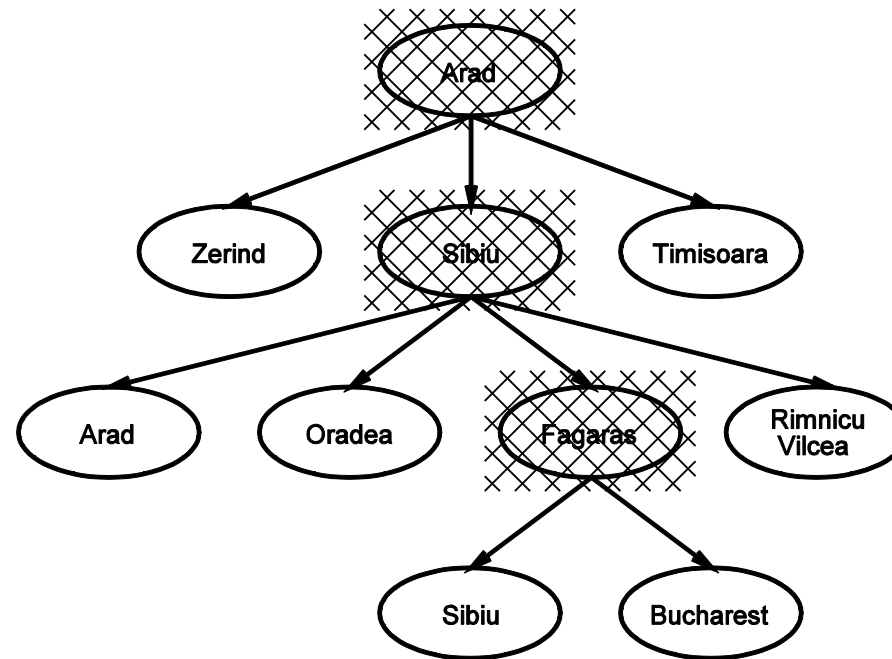 Arad
Zerind
Sibiu
Timisoara
Arad
Oradea
Fagaras
Rimnicu
Vilcea
Sibiu
Bucharest